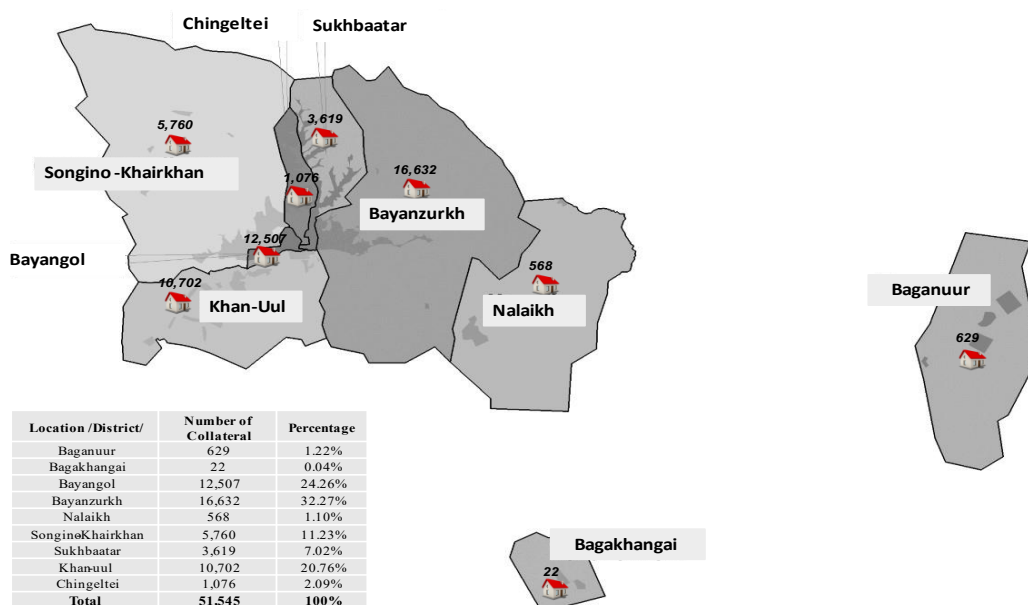 Chingeltei
Sukhbaatar
3,619
5,760
Songino -Khairkhan
1,076
16,632
Bayanzurkh
12,507
Bayangol
10,702
Khan-Uul
568
Nalaikh
Baganuur
629
Location /District/ Number of Collateral Percentage
Baganuur 629 1.22%
Bagakhangai 22 0.04%
Bayangol 12,507 24.26%
Bayanzurkh 16,632 32.27%
Nalaikh 568 1.10%
Songino-Khairkhan 5,760 11.23%
Sukhbaatar 3,619 7.02%
Khan-uul 10,702 20.76%
Chingeltei 1,076 2.09%
Total 51,545 100%
Bagakhangai
22